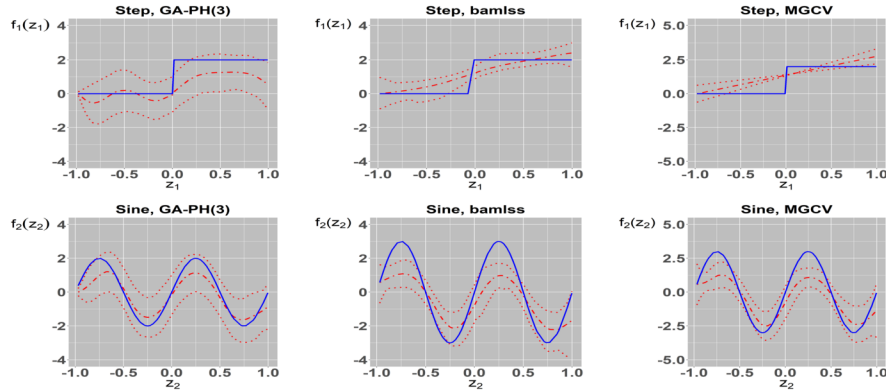 Step, GA-PH(3)
f₁(z₁)
4
2
0
-2
-4
-1.0 -0.5 0.0 0.5 1.0
z₁
Step, bamlss
f₁(z₁)
4
2
0
-2
-4
-1.0 -0.5 0.0 0.5 1.0
z₁
Step, MGCV
f₁(z₁)
5.0
2.5
0.0
-2.5
-5.0
-1.0 -0.5 0.0 0.5 1.0
z₁
Sine, GA-PH(3)
f₂(z₂)
4
2
0
-2
-4
-1.0 -0.5 0.0 0.5 1.0
z₂
Sine, bamlss
f₂(z₂)
4
2
0
-2
-4
-1.0 -0.5 0.0 0.5 1.0
z₂
Sine, MGCV
f₂(z₂)
5.0
2.5
0.0
-2.5
-5.0
-1.0 -0.5 0.0 0.5 1.0
z₂